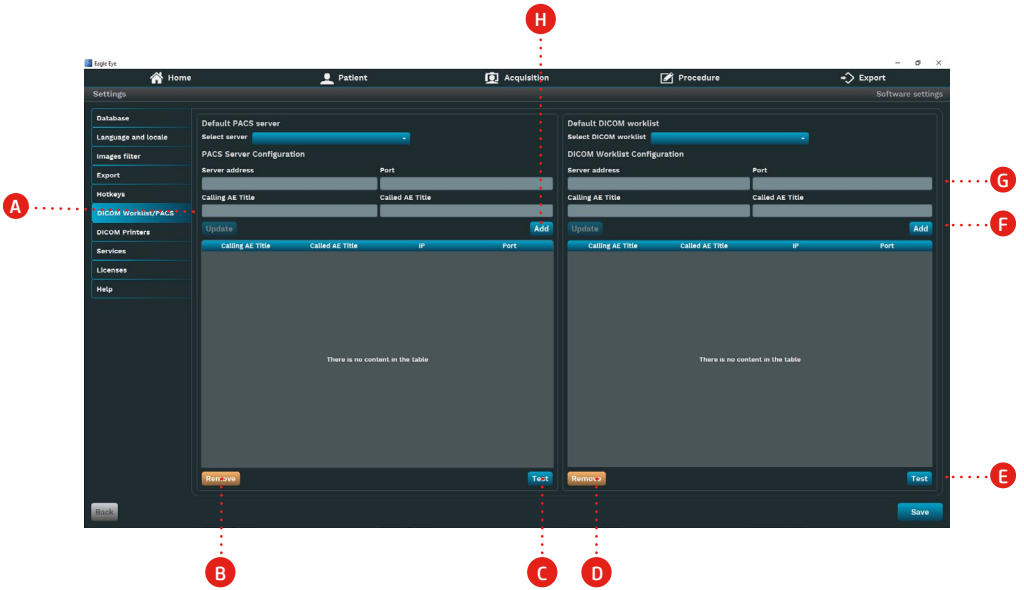 H
Eagle Eye
Home Patient Acquisition Procedure Export
Settings Software settings
Database
Language and locale
Images filter
Export
Hotkeys
DICOM Worklist/PACS
DICOM Printers
Services
Licenses
Help
A
Default PACS server
Select server
PACS Server Configuration
Server address Port
Calling AE Title Called AE Title
Update Add
Calling AE Title Called AE Title IP Port
There is no content in the table
Remove Test
Default DICOM worklist
Select DICOM worklist
DICOM Worklist Configuration
Server address Port
Calling AE Title Called AE Title
Update Add
Calling AE Title Called AE Title IP Port
There is no content in the table
Remove Test
G
F
E
Back Save
B C D